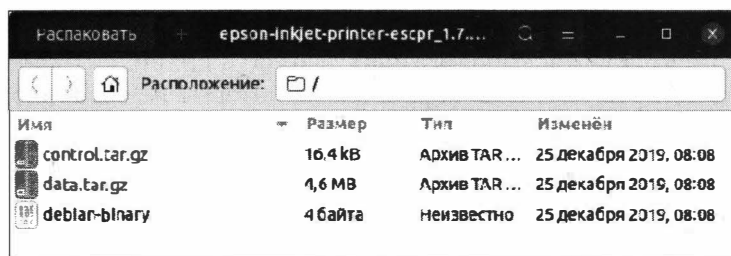 Распаковать + epson-inkjet-printer-escpr_1.7....
Расположение: /
Имя Размер Тип Изменён
control.tar.gz 16,4 kB Архив TAR ... 25 декабря 2019, 08:08
data.tar.gz 4,6 MB Архив TAR ... 25 декабря 2019, 08:08
debian-binary 4 байта Неизвестно 25 декабря 2019, 08:08